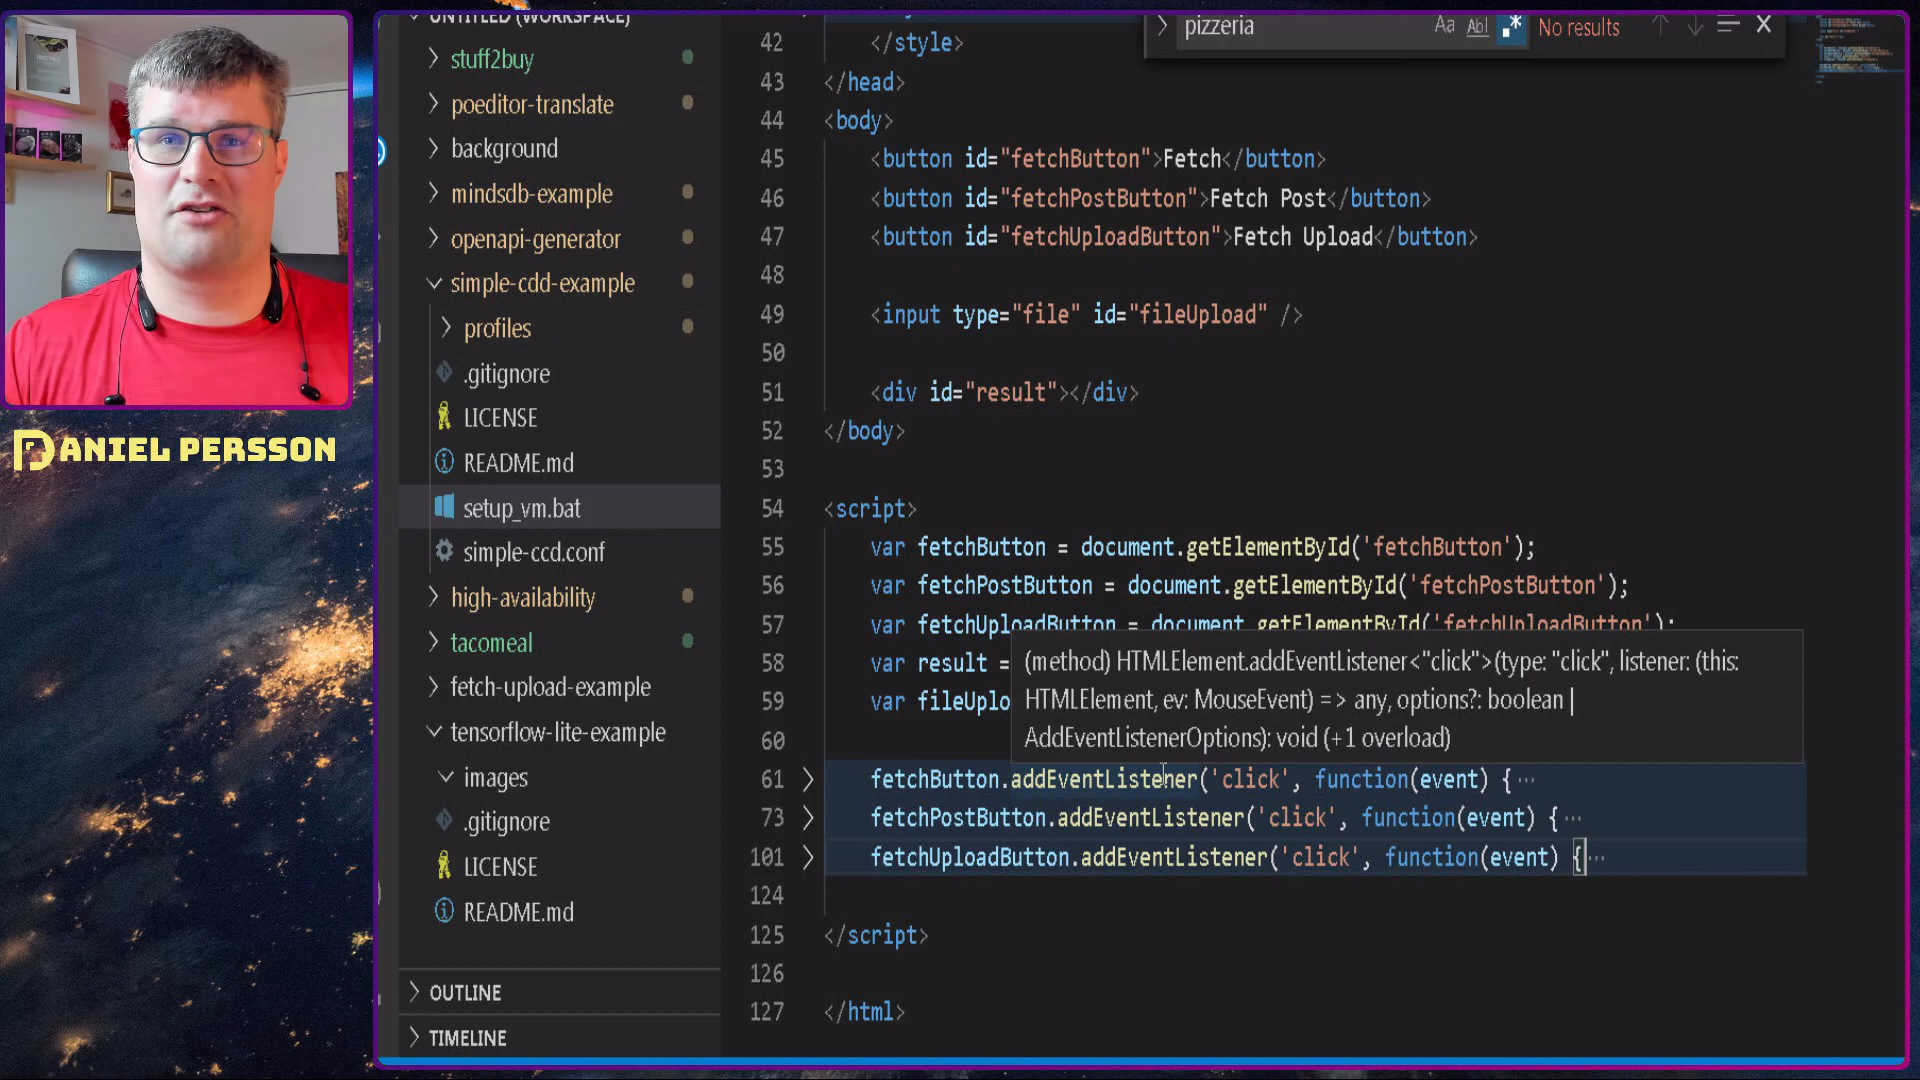 DANIEL PERSSON
UNTITLED (WORKSPACE)
stuff2buy
poeditor-translate
background
mindsdb-example
openapi-generator
simple-cdd-example
profiles
.gitignore
LICENSE
README.md
setup_vm.bat
simple-ccd.conf
high-availability
tacomeal
fetch-upload-example
tensorflow-lite-example
images
.gitignore
LICENSE
README.md
OUTLINE
TIMELINE
pizzeria
Aa Abl .* No results
42 </style>
43 </head>
44 <body>
45 <button id="fetchButton">Fetch</button>
46 <button id="fetchPostButton">Fetch Post</button>
47 <button id="fetchUploadButton">Fetch Upload</button>
48
49 <input type="file" id="fileUpload" />
50
51 <div id="result"></div>
52 </body>
53
54 <script>
55 var fetchButton = document.getElementById('fetchButton');
56 var fetchPostButton = document.getElementById('fetchPostButton');
57 var fetchUploadButton = document.getElementById('fetchUploadButton');
58 var result =
59 var fileUplo
(method) HTMLElement.addEventListener<"click">(type: "click", listener: (this:
HTMLElement, ev: MouseEvent) => any, options?: boolean |
AddEventListenerOptions): void (+1 overload)
60
61 fetchButton.addEventListener('click', function(event) {···
73 fetchPostButton.addEventListener('click', function(event) {···
101 fetchUploadButton.addEventListener('click', function(event) {···
124
125 </script>
126
127 </html>